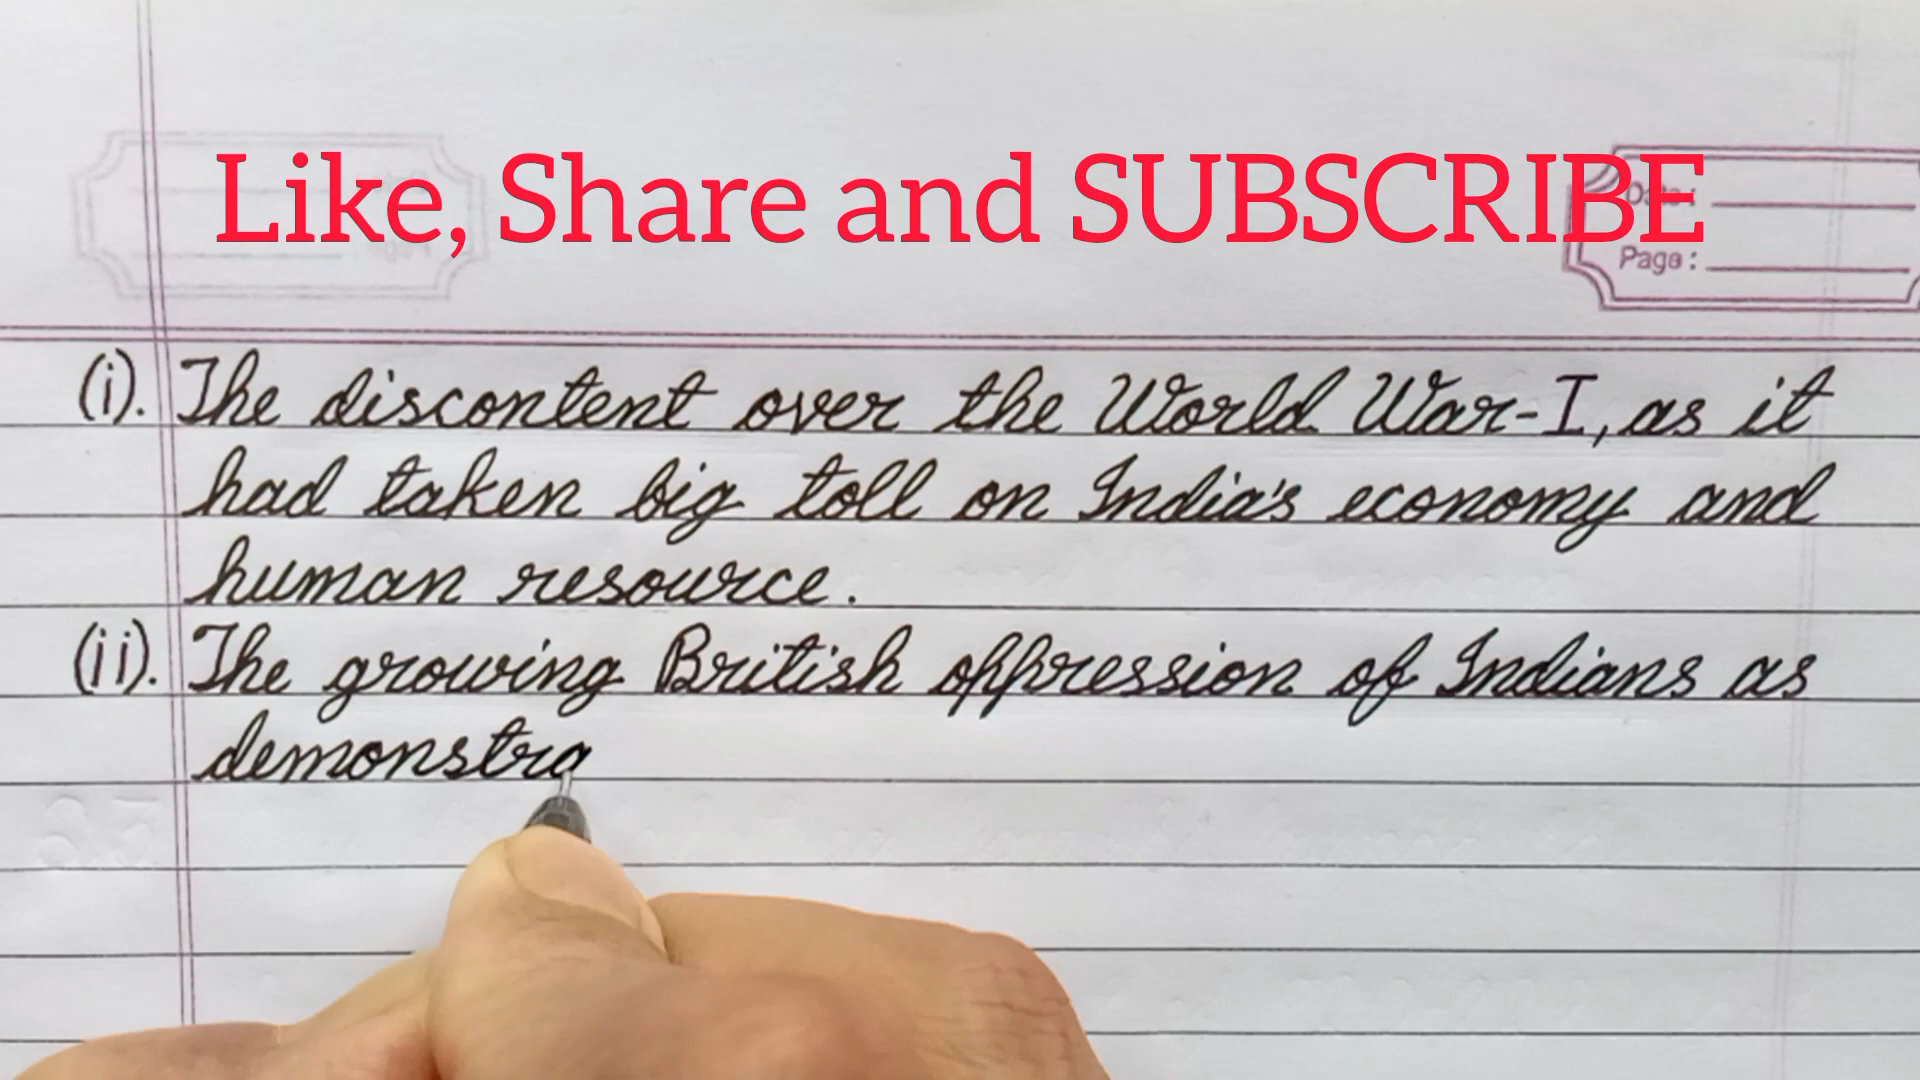 Like, Share and SUBSCRIBE
Date:
Page:
(i). The discontent over the World War-I, as it
had taken big toll on India's economy and
human resource.
(ii). The growing British oppression of Indians as
demonstra